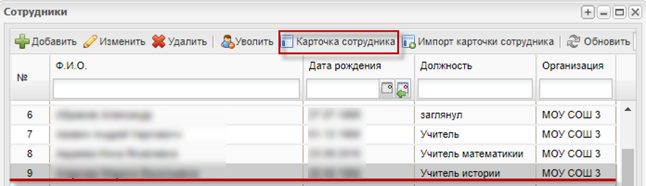 Сотрудники
Добавить Изменить Удалить Уволить Карточка сотрудника Импорт карточки сотрудника Обновить
№ Ф.И.О. Дата рождения Должность Организация
6 заглянул МОУ СОШ 3
7 Учитель МОУ СОШ 3
8 Учитель математикии МОУ СОШ 3
9 Учитель истории МОУ СОШ 3